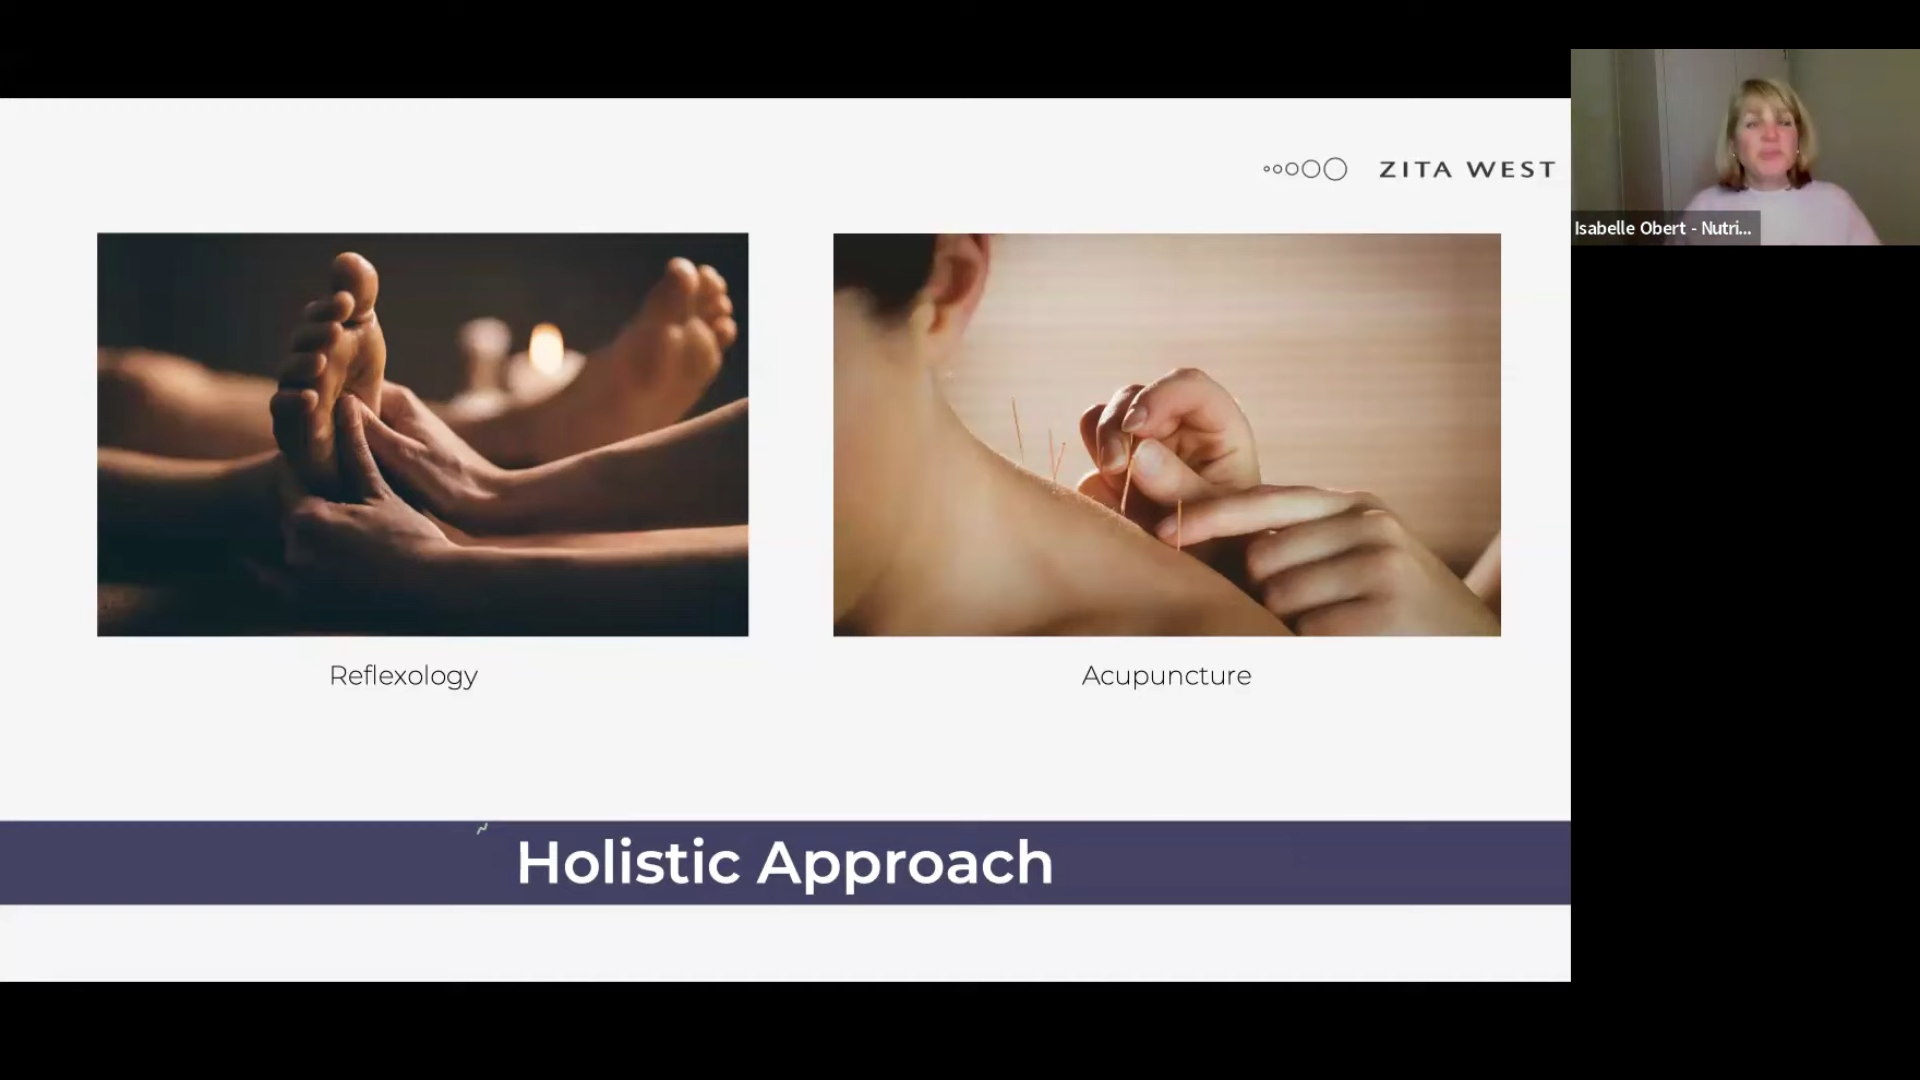 ZITA WEST
Isabelle Obert - Nutri...
Reflexology
Acupuncture
Holistic Approach